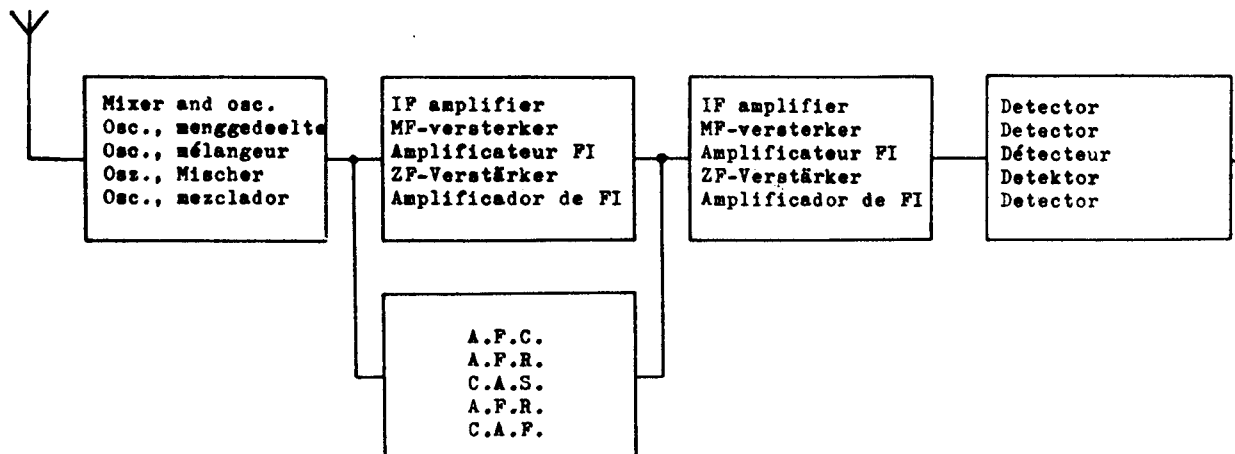 Mixer and osc.
Osc., menggedeelte
Osc., mélangeur
Osz., Mischer
Osc., mezclador
IF amplifier
MF-versterker
Amplificateur FI
ZF-Verstärker
Amplificador de FI
IF amplifier
MF-versterker
Amplificateur FI
ZF-Verstärker
Amplificador de FI
Detector
Detector
Détecteur
Detektor
Detector
A.F.C.
A.F.R.
C.A.S.
A.F.R.
C.A.F.